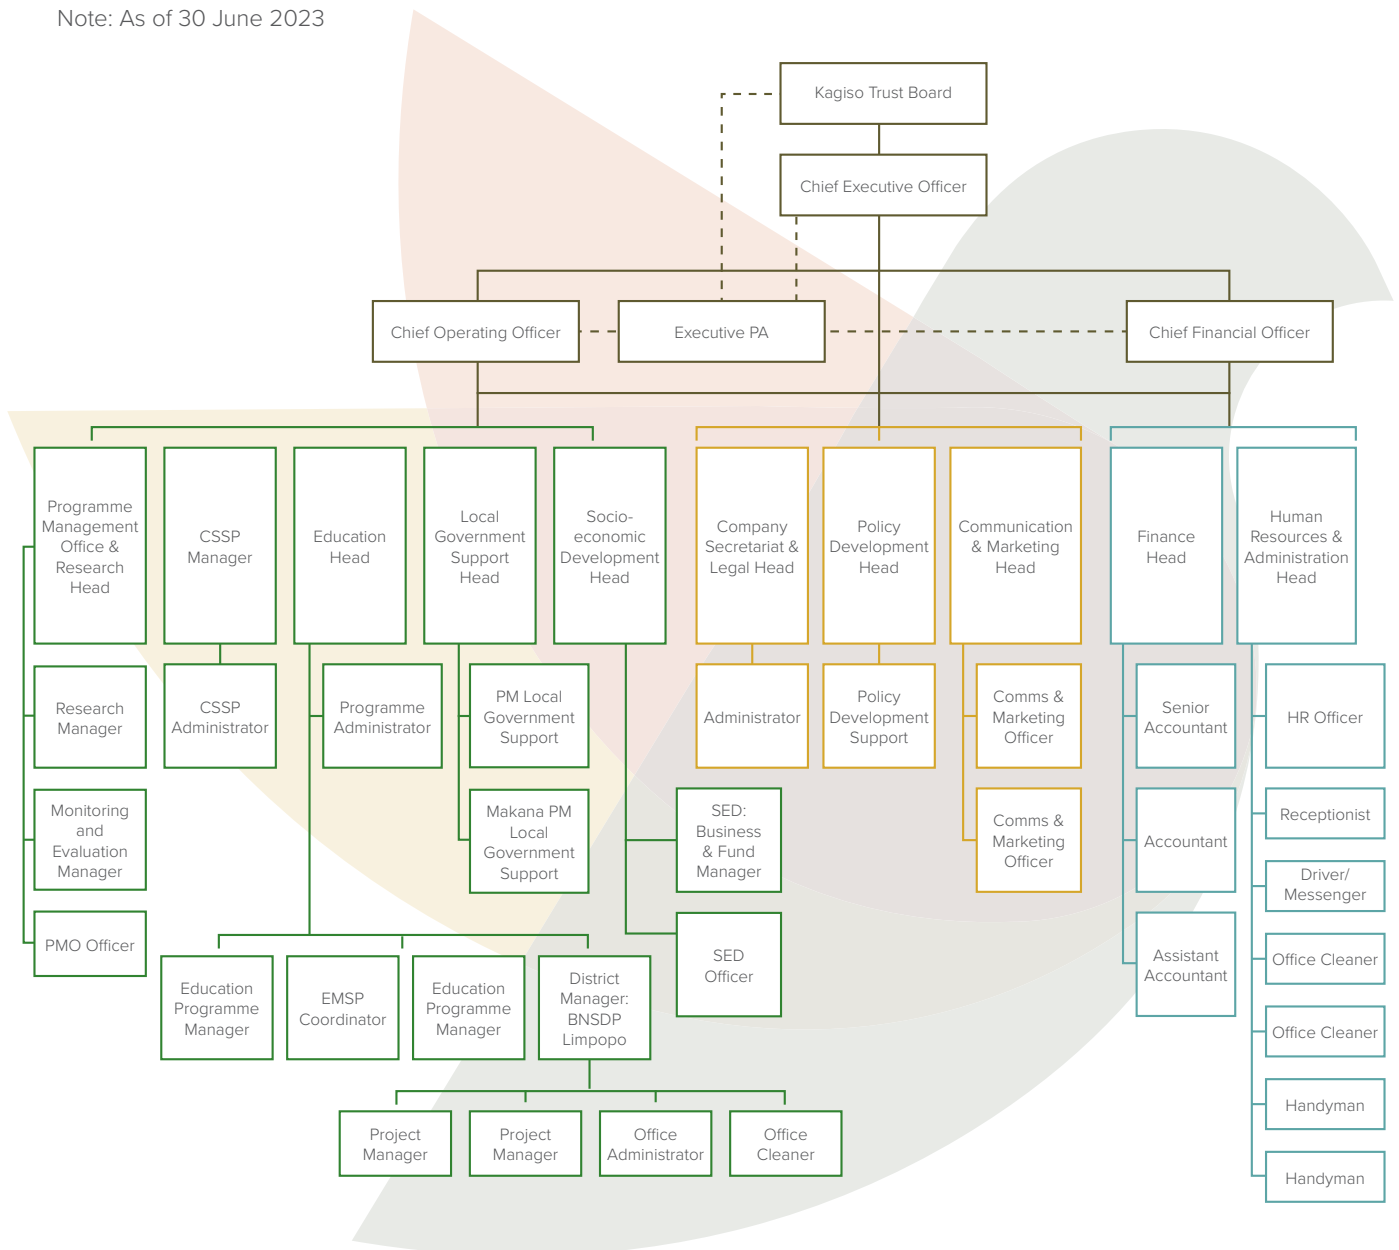 Note: As of 30 June 2023
Kagiso Trust Board
Chief Executive Officer
Chief Operating Officer
Executive PA
Chief Financial Officer
Programme
Management
Office &
Research
Head
CSSP
Manager
Education
Head
Local
Government
Support
Head
Socio-
economic
Development
Head
Company
Secretariat &
Legal Head
Policy
Development
Head
Communication
& Marketing
Head
Finance
Head
Human
Resources &
Administration
Head
Research
Manager
CSSP
Administrator
Programme
Administrator
PM Local
Government
Support
Administrator
Policy
Development
Support
Comms &
Marketing
Officer
Senior
Accountant
HR Officer
Monitoring
and
Evaluation
Manager
Makana PM
Local
Government
Support
SED:
Business
& Fund
Manager
Comms &
Marketing
Officer
Accountant
Receptionist
Driver/
Messenger
PMO Officer
SED
Officer
Assistant
Accountant
Office Cleaner
Education
Programme
Manager
EMSP
Coordinator
Education
Programme
Manager
District
Manager:
BNSDP
Limpopo
Office Cleaner
Handyman
Project
Manager
Project
Manager
Office
Administrator
Office
Cleaner
Handyman